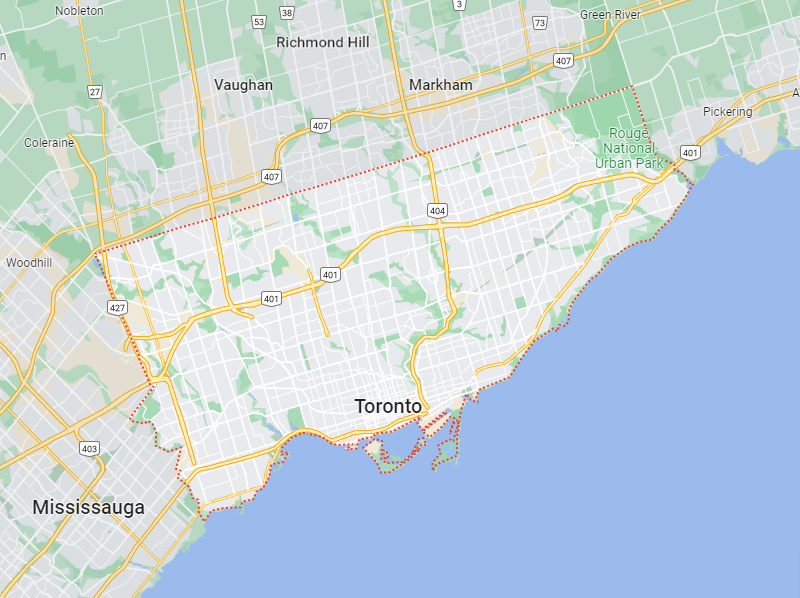 Nobleton
53
38
3
73
Green River
Richmond Hill
407
Vaughan
Markham
27
Pickering
A
n
407
Coleraine
Rouge
National
Urban Park
401
407
404
Woodhill
401
401
427
Toronto
403
Mississauga